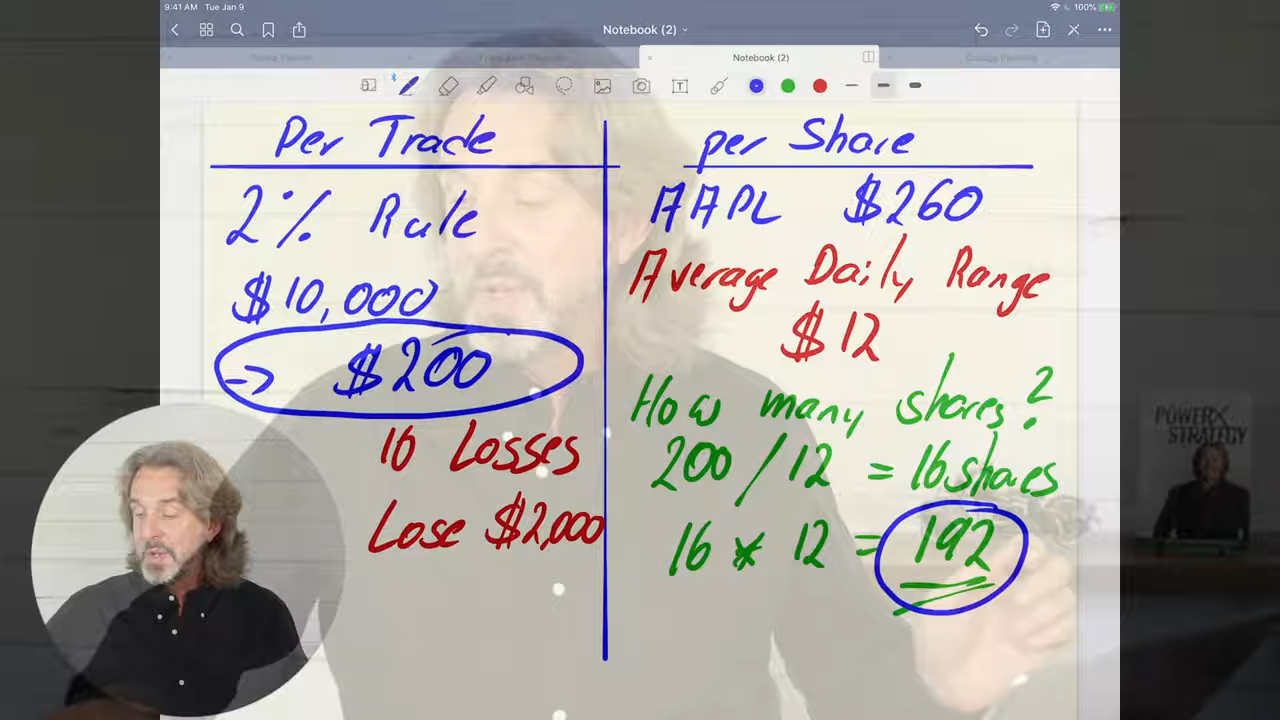 9:41 AM Tue Jan 9
100%
Notebook (2)
Notebook (2)
Per Trade
2% Rule
$10,000
-> $200
10 Losses
Lose $2,000
per Share
AAPL $260
Average Daily Range
$12
How many shares?
200 / 12 = 16 shares
16 * 12 = 192
POWERX
STRATEGY